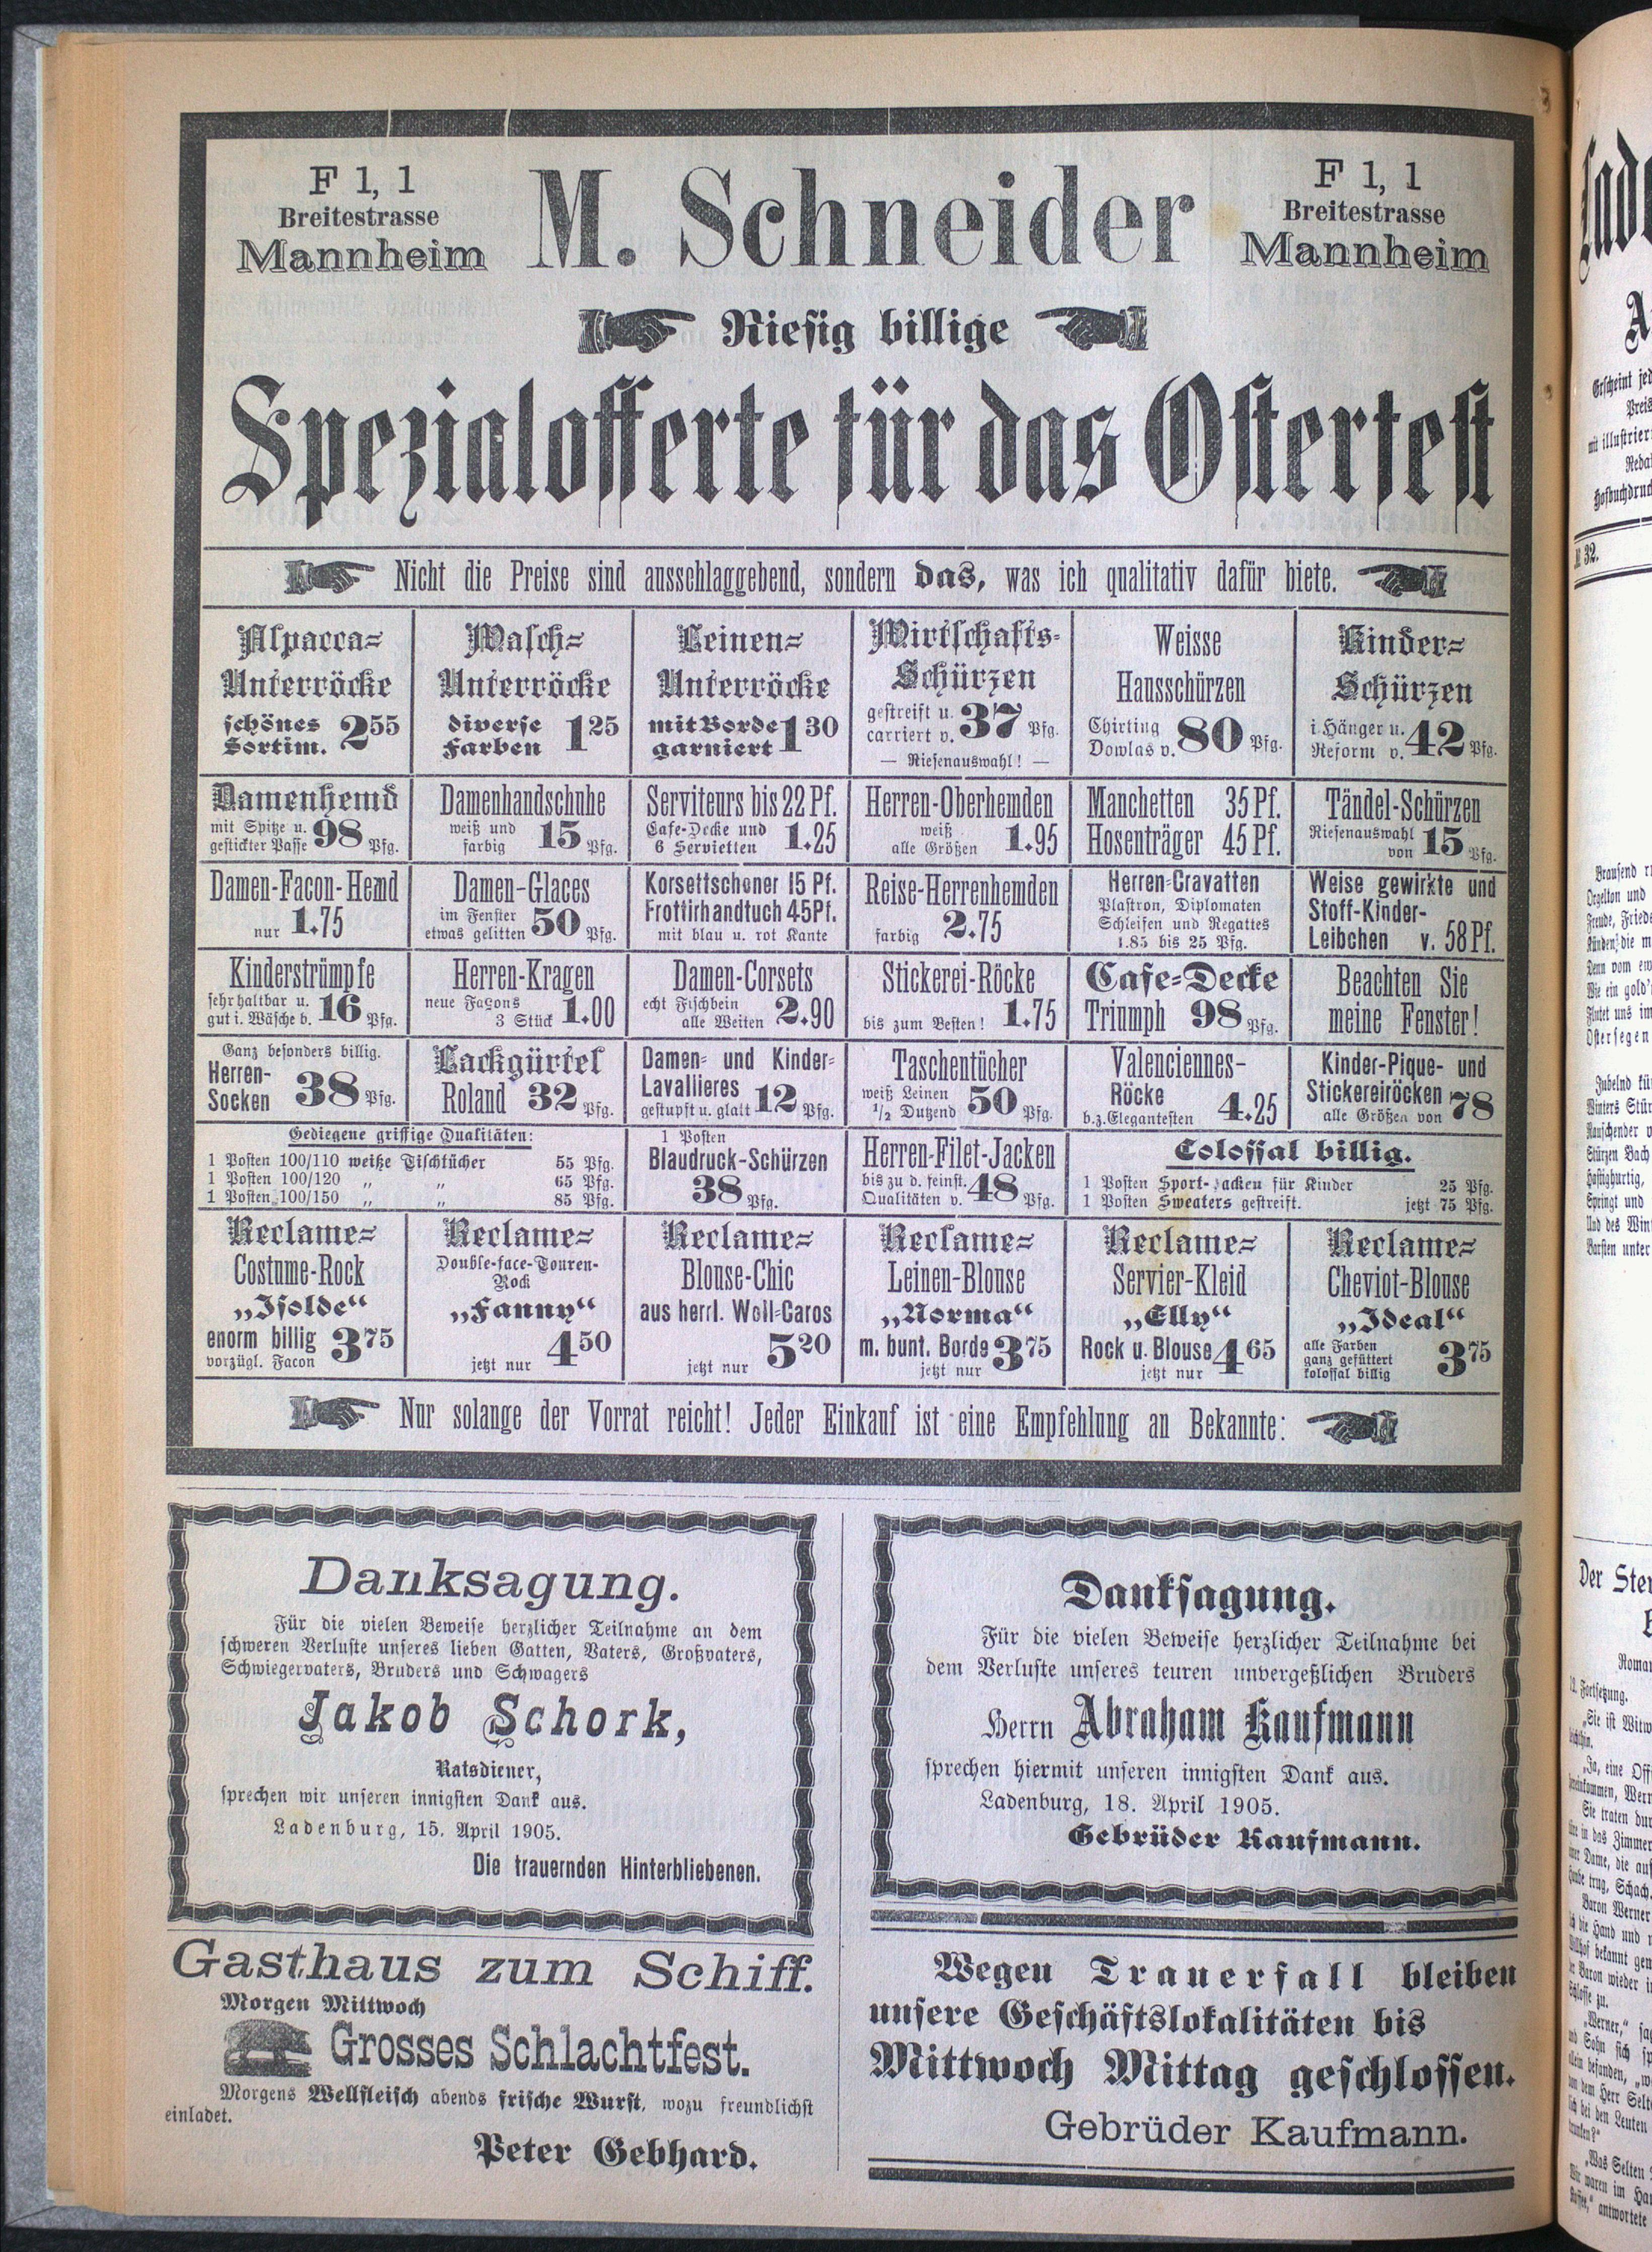 F 1, 1
Breitestrasse
Mannheim
M. Schneider
F 1, 1
Breitestrasse
Mannheim
Riesig billige
Spezialofferte für das Osterfest
Nicht die Preise sind ausschlaggebend, sondern das, was ich qualitativ dafür biete.
Alpacca-
Unterröcke
schönes
Sortim. 2 55
Wasch-
Unterröcke
diverse
Farben 1 25
Leinen-
Unterröcke
mit Borde
garniert 1 30
Wirtschafts-
Schürzen
gestreift u.
carriert v. 37 Pfg.
— Riesenauswahl! —
Weisse
Hausschürzen
Chirting
Dowlas v. 80 Pfg.
Kinder-
Schürzen
i. Hänger u.
Reform v. 42 Pfg.
Damenhemd
mit Spitze u.
gestickter Passe 98 Pfg.
Damenhandschuhe
weiß und
farbig 15 Pfg.
Serviteurs bis 22 Pf.
Cafe-Decke und
6 Servietten 1.25
Herren-Oberhemden
weiß
alle Größen 1.95
Manchetten 35 Pf.
Hosenträger 45 Pf.
Tändel-Schürzen
Riesenauswahl
von 15 Pfg.
Damen-Facon-Hemd
nur 1.75
Damen-Glaces
im Fenster
etwas gelitten 50 Pfg.
Korsettschoner 15 Pf.
Frottirhandtuch 45 Pf.
mit blau u. rot Kante
Reise-Herrenhemden
farbig 2.75
Herren-Cravatten
Plastron, Diplomaten
Schleifen und Regattes
1.85 bis 25 Pfg.
Weise gewirkte und
Stoff-Kinder-
Leibchen v. 58 Pf.
Kinderstrümpfe
sehr haltbar u.
gut i. Wäsche b. 16 Pfg.
Herren-Kragen
neue Façons
3 Stück 1.00
Damen-Corsets
echt Fischbein
alle Weiten 2.90
Stickerei-Röcke
bis zum Besten! 1.75
Cafe-Decke
Triumph 98 Pfg.
Beachten Sie
meine Fenster!
Ganz besonders billig.
Herren-
Socken 38 Pfg.
Lackgürtel
Roland 32 Pfg.
Damen- und Kinder-
Lavallieres
gestupft u. glatt 12 Pfg.
Taschentücher
weiß Leinen
1/2 Dutzend 50 Pfg.
Valenciennes-
Röcke
b. z. Elegantesten 4.25
Kinder-Pique- und
Stickereiröcken
alle Größen von 78
Gediegene griffige Qualitäten:
1 Posten 100/110 weiße Tischtücher 55 Pfg.
1 Posten 100/120 „ „ 65 Pfg.
1 Posten 100/150 „ „ 85 Pfg.
1 Posten
Blaudruck-Schürzen
38 Pfg.
Herren-Filet-Jacken
bis zu d. feinst.
Qualitäten v. 48 Pfg.
Colossal billig.
1 Posten Sport-Jacken für Kinder 25 Pfg.
1 Posten Sweaters gestreift. jetzt 75 Pfg.
Reclame-
Costume-Rock
„Isolde“
enorm billig
vorzügl. Facon 3 75
Reclame-
Double-face-Touren-
Rock
„Fanny“
jetzt nur 4 50
Reclame-
Blouse-Chic
aus herrl. Woll-Caros
jetzt nur 5 20
Reclame-
Leinen-Blouse
„Norma“
m. bunt. Borde 3 75
jetzt nur
Reclame-
Servier-Kleid
„Elly“
Rock u. Blouse 4 65
jetzt nur
Reclame-
Cheviot-Blouse
„Ideal“
alle Farben
ganz gefüttert
kolossal billig 3 75
Nur solange der Vorrat reicht! Jeder Einkauf ist eine Empfehlung an Bekannte:
Danksagung.
Für die vielen Beweise herzlicher Teilnahme an dem
schweren Verluste unseres lieben Gatten, Vaters, Großvaters,
Schwiegervaters, Bruders und Schwagers
Jakob Schork,
Ratsdiener,
sprechen wir unseren innigsten Dank aus.
Ladenburg, 15. April 1905.
Die trauernden Hinterbliebenen.
Gasthaus zum Schiff.
Morgen Mittwoch
Grosses Schlachtfest.
Morgens Wellfleisch abends frische Wurst, wozu freundlichst
einladet.
Peter Gebhard.
Danksagung.
Für die vielen Beweise herzlicher Teilnahme bei
dem Verluste unseres teuren unvergeßlichen Bruders
Herrn Abraham Kaufmann
sprechen hiermit unseren innigsten Dank aus.
Ladenburg, 18. April 1905.
Gebrüder Kaufmann.
Wegen Trauerfall bleiben
unsere Geschäftslokalitäten bis
Mittwoch Mittag geschlossen.
Gebrüder Kaufmann.